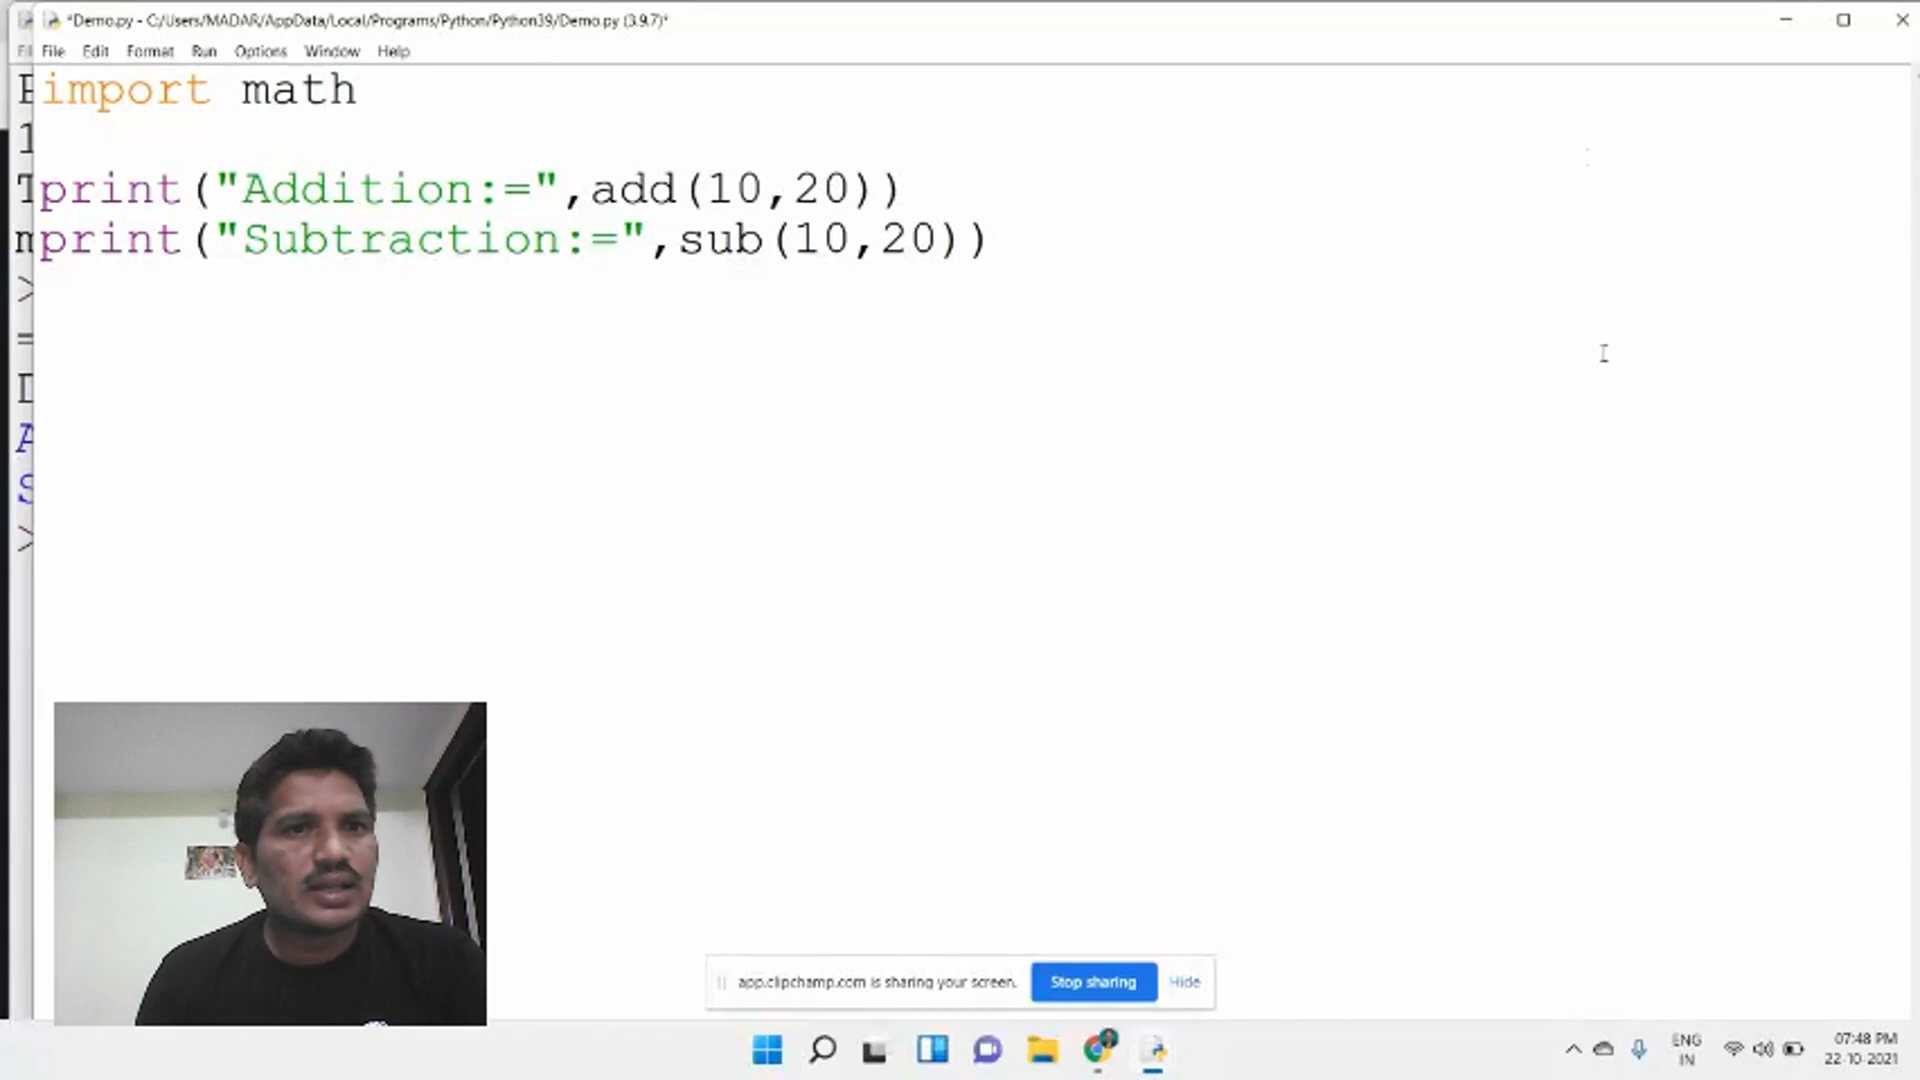 *Demo.py - C:/Users/MADAR/AppData/Local/Programs/Python/Python39/Demo.py (3.9.7)*
File Edit Format Run Options Window Help
import math
print("Addition:=",add(10,20))
print("Subtraction:=",sub(10,20))
app.clipchamp.com is sharing your screen. Stop sharing Hide
ENG
IN
07:48 PM
22-10-2021